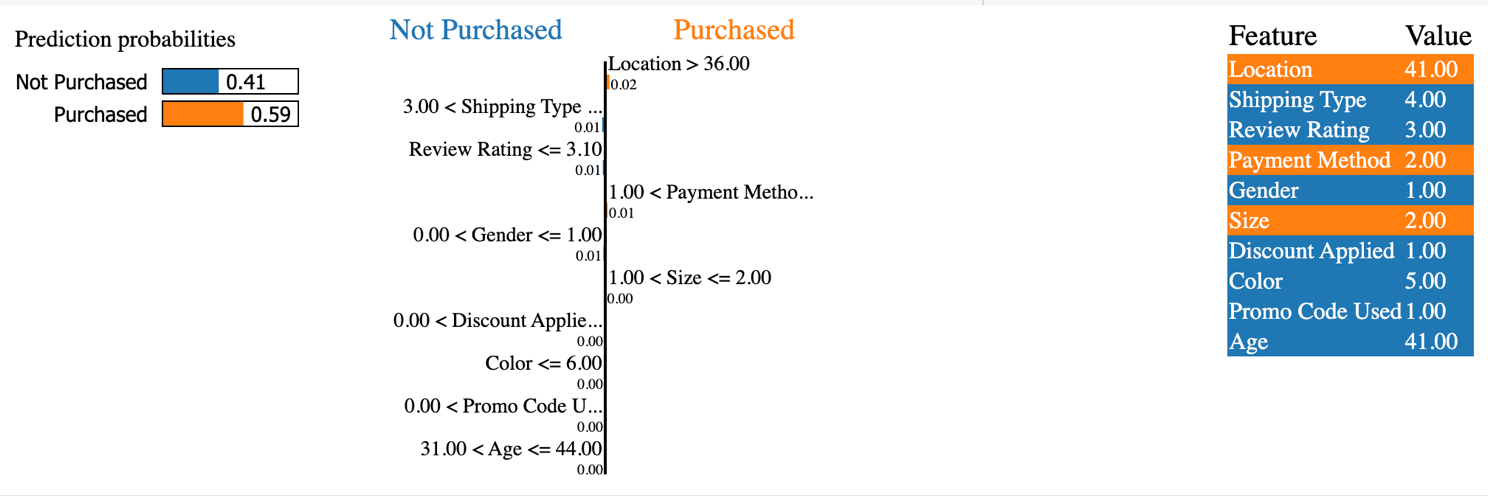 Prediction probabilities
Not Purchased 0.41
Purchased 0.59
Not Purchased Purchased
Location > 36.00
0.02
3.00 < Shipping Type ...
0.01
Review Rating <= 3.10
0.01
1.00 < Payment Metho...
0.01
0.00 < Gender <= 1.00
0.01
1.00 < Size <= 2.00
0.00
0.00 < Discount Applie...
0.00
Color <= 6.00
0.00
0.00 < Promo Code U...
0.00
31.00 < Age <= 44.00
0.00
Feature Value
Location 41.00
Shipping Type 4.00
Review Rating 3.00
Payment Method 2.00
Gender 1.00
Size 2.00
Discount Applied 1.00
Color 5.00
Promo Code Used 1.00
Age 41.00